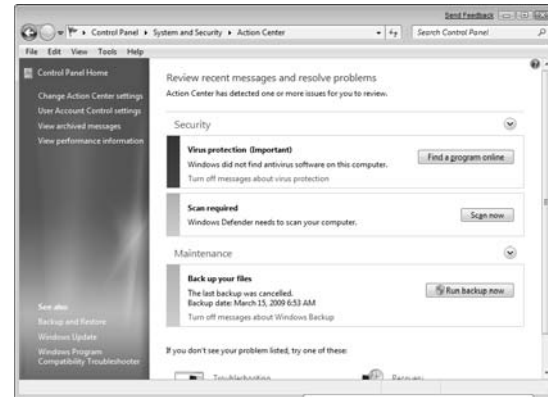 Send Feedback
Control Panel ▸ System and Security ▸ Action Center
Search Control Panel
File Edit View Tools Help
Control Panel Home
Change Action Center settings
User Account Control settings
View archived messages
View performance information
See also
Backup and Restore
Windows Update
Windows Program
Compatibility Troubleshooter
Review recent messages and resolve problems
Action Center has detected one or more issues for you to review.
Security
Virus protection (Important)
Windows did not find antivirus software on this computer.
Turn off messages about virus protection
Find a program online
Scan required
Windows Defender needs to scan your computer.
Scan now
Maintenance
Back up your files
The last backup was cancelled.
Backup date: March 15, 2009 6:53 AM
Turn off messages about Windows Backup
Run backup now
If you don't see your problem listed, try one of these:
Troubleshooting
Recovery